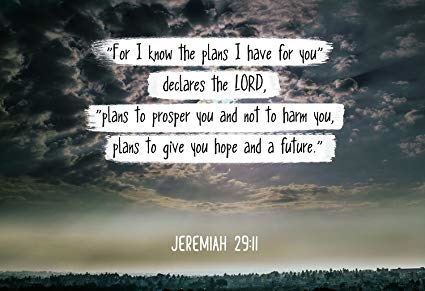 "For I know the plans I have for you"
declares the LORD,
"plans to prosper you and not to harm you,
plans to give you hope and a future."
JEREMIAH 29:11